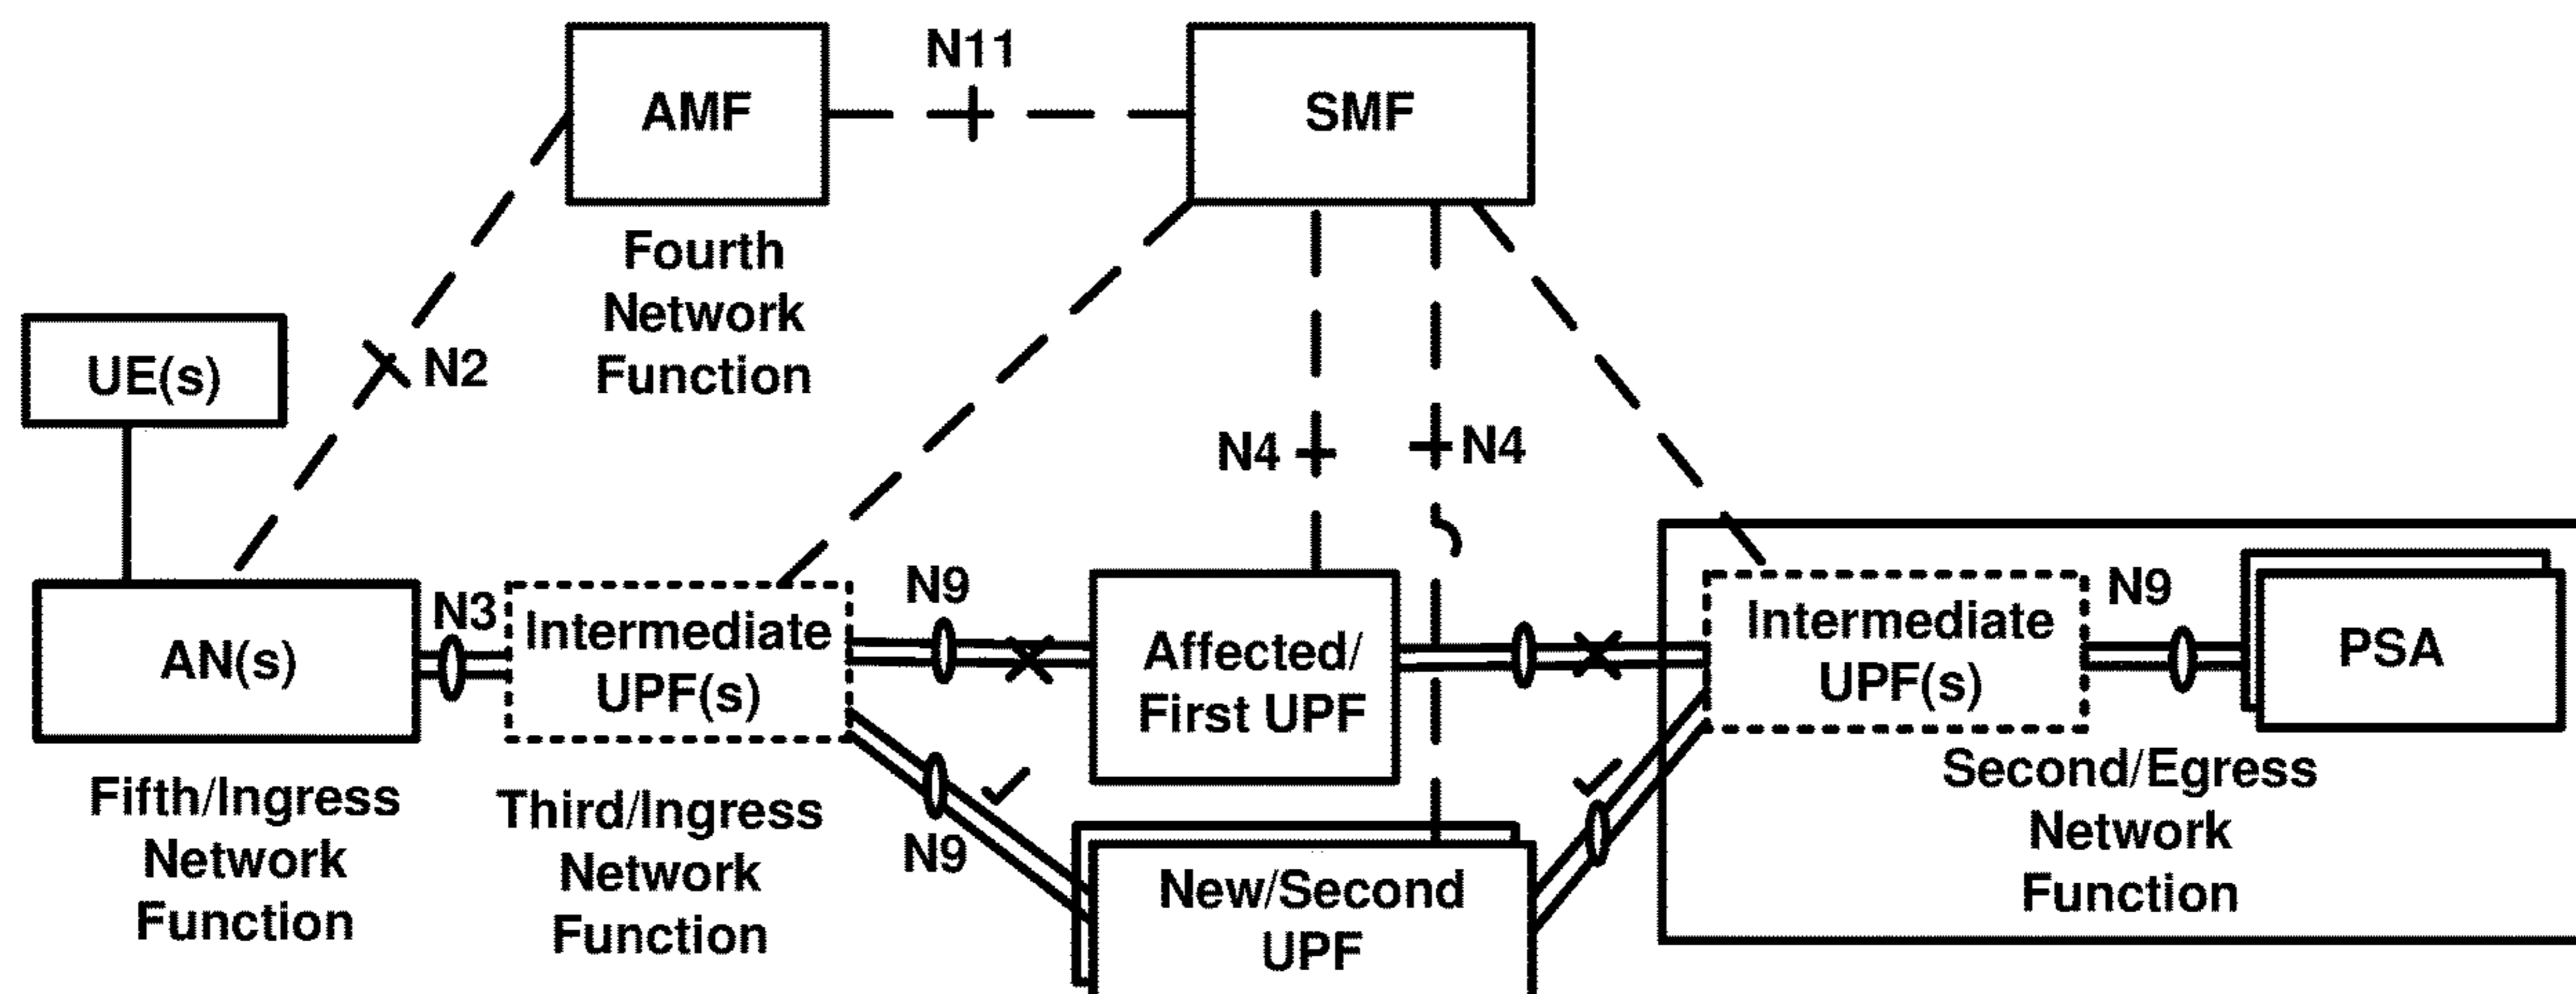 N11
AMF
SMF
Fourth
Network
Function
UE(s)
N2
N4
N4
AN(s)
N3
Intermediate
UPF(s)
N9
Affected/
First UPF
Intermediate
UPF(s)
N9
PSA
Fifth/Ingress
Network
Function
Third/Ingress
Network
Function
N9
New/Second
UPF
Second/Egress
Network
Function